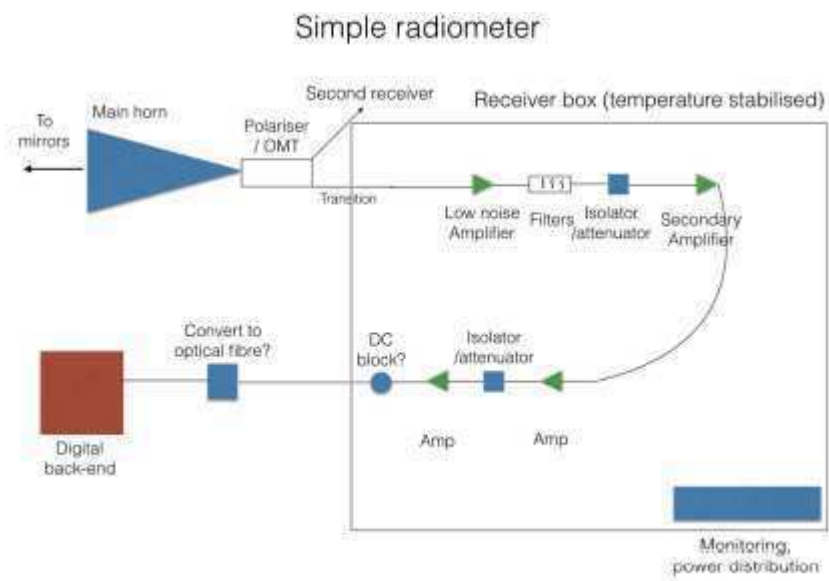 Simple radiometer
Second receiver
Receiver box (temperature stabilised)
Main horn
To
mirrors
Polariser
/ OMT
Transition
Low noise
Amplifier
Filters
Isolator
/attenuator
Secondary
Amplifier
Convert to
optical fibre?
DC
block?
Isolator
/attenuator
Digital
back-end
Amp
Amp
Monitoring,
power distribution